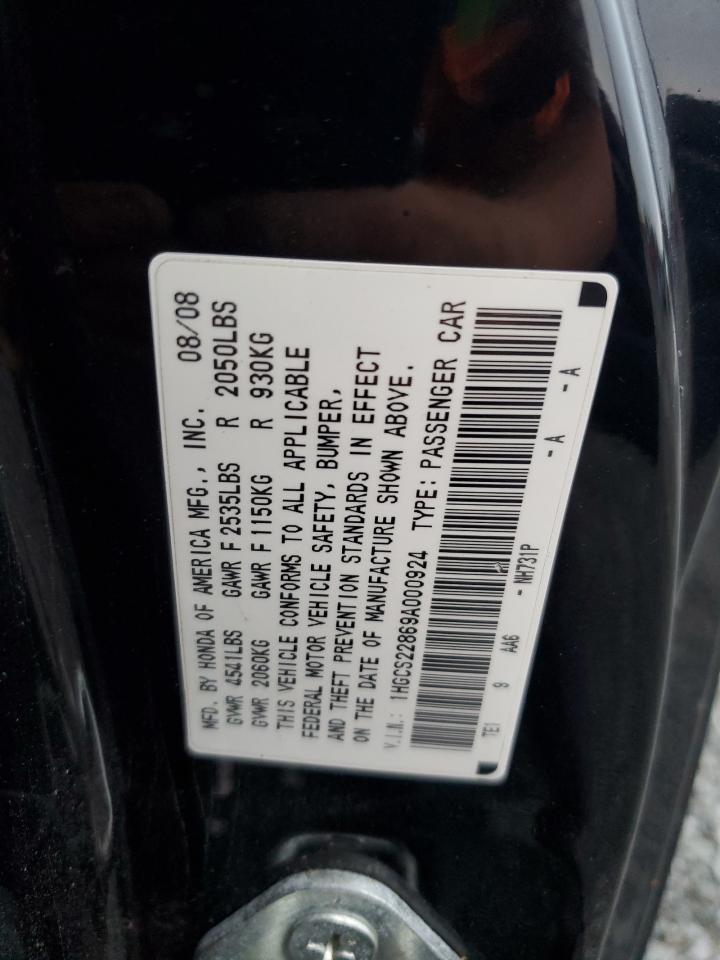 MFD. BY HONDA OF AMERICA MFG., INC. 08/08
GVWR 4541LBS GAWR F 2535LBS R 2050LBS
GVWR 2060KG GAWR F 1150KG R 930KG
THIS VEHICLE CONFORMS TO ALL APPLICABLE
FEDERAL MOTOR VEHICLE SAFETY, BUMPER,
AND THEFT PREVENTION STANDARDS IN EFFECT
ON THE DATE OF MANUFACTURE SHOWN ABOVE.
V.I.N.: 1HGCS22869A000924 TYPE: PASSENGER CAR
TE1 9 AA6 - NH731P - A - A